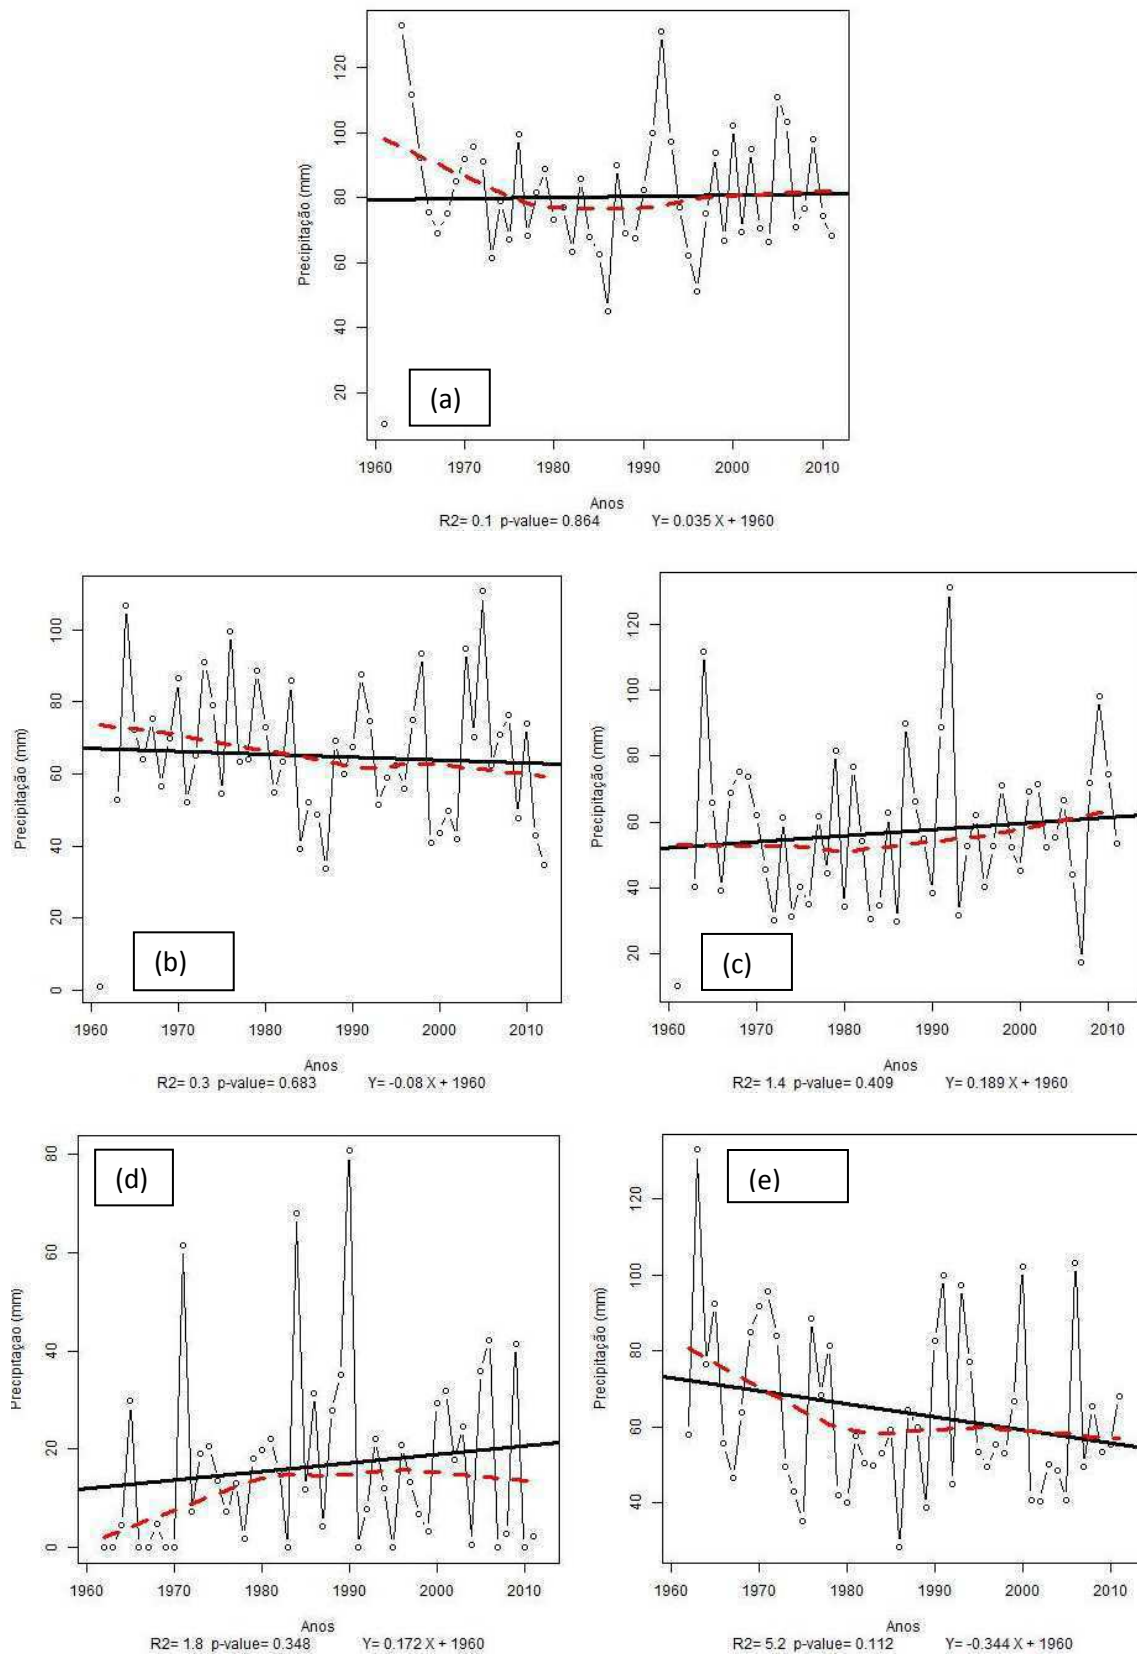 120
100
80
60
40
20
Precipitação (mm)
(a)
1960 1970 1980 1990 2000 2010
Anos
R2= 0.1 p-value= 0.864 Y= 0.035 X + 1960
100
80
60
40
20
0
Precipitação (mm)
(b)
1960 1970 1980 1990 2000 2010
Anos
R2= 0.3 p-value= 0.683 Y= -0.08 X + 1960
120
100
80
60
40
20
Precipitação (mm)
(c)
1960 1970 1980 1990 2000 2010
Anos
R2= 1.4 p-value= 0.409 Y= 0.189 X + 1960
80
60
40
20
0
Precipitação (mm)
(d)
1960 1970 1980 1990 2000 2010
Anos
R2= 1.8 p-value= 0.348 Y= 0.172 X + 1960
120
100
80
60
40
Precipitação (mm)
(e)
1960 1970 1980 1990 2000 2010
Anos
R2= 5.2 p-value= 0.112 Y= -0.344 X + 1960